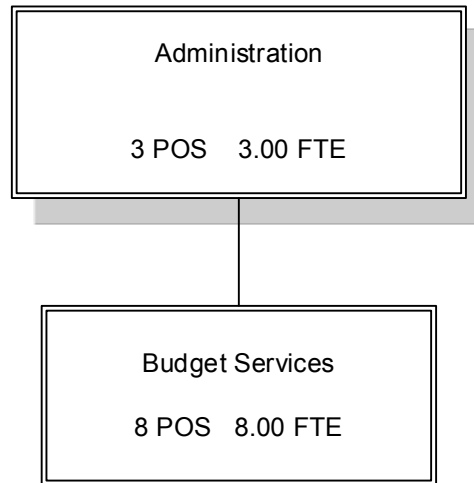 Administration
3 POS 3.00 FTE
Budget Services
8 POS 8.00 FTE